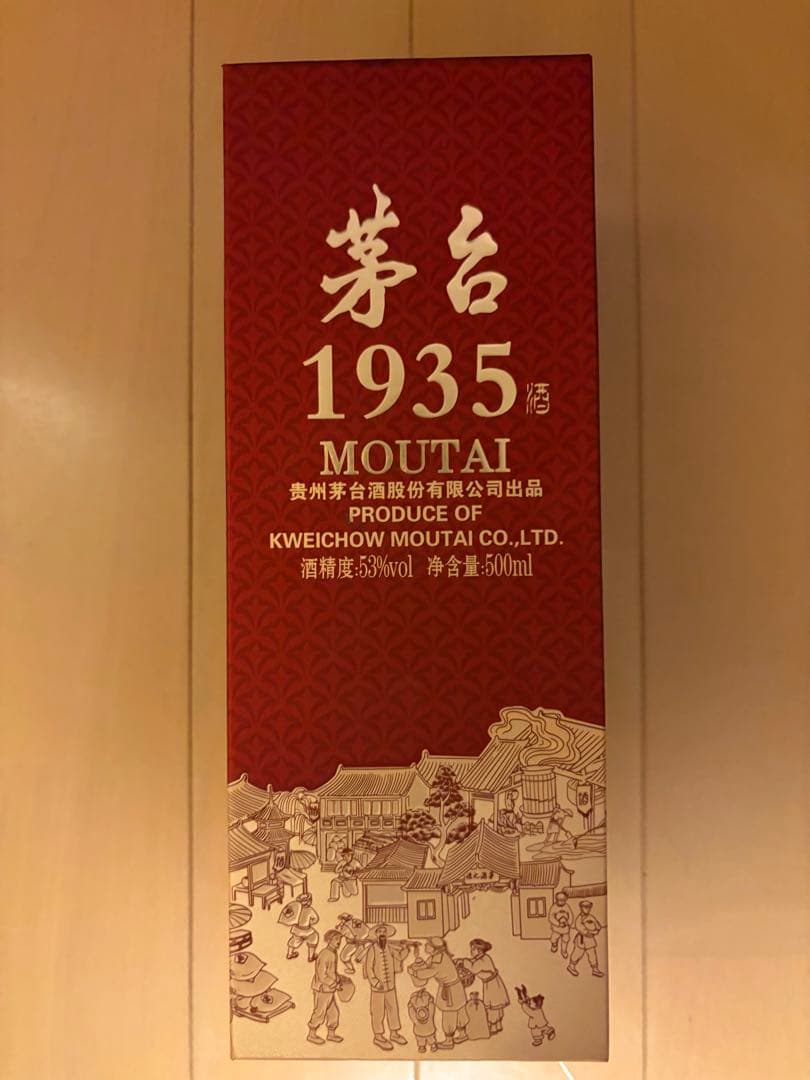 茅台
1935酒
MOUTAI
贵州茅台酒股份有限公司出品
PRODUCE OF
KWEICHOW MOUTAI CO.,LTD.
酒精度:53%vol 净含量:500ml
酒